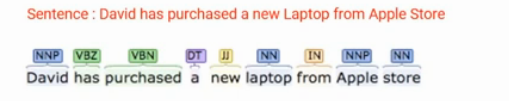 Sentence : David has purchased a new Laptop from Apple Store
NNP VBZ VBN DT JJ NN IN NNP NN
David has purchased a new laptop from Apple store